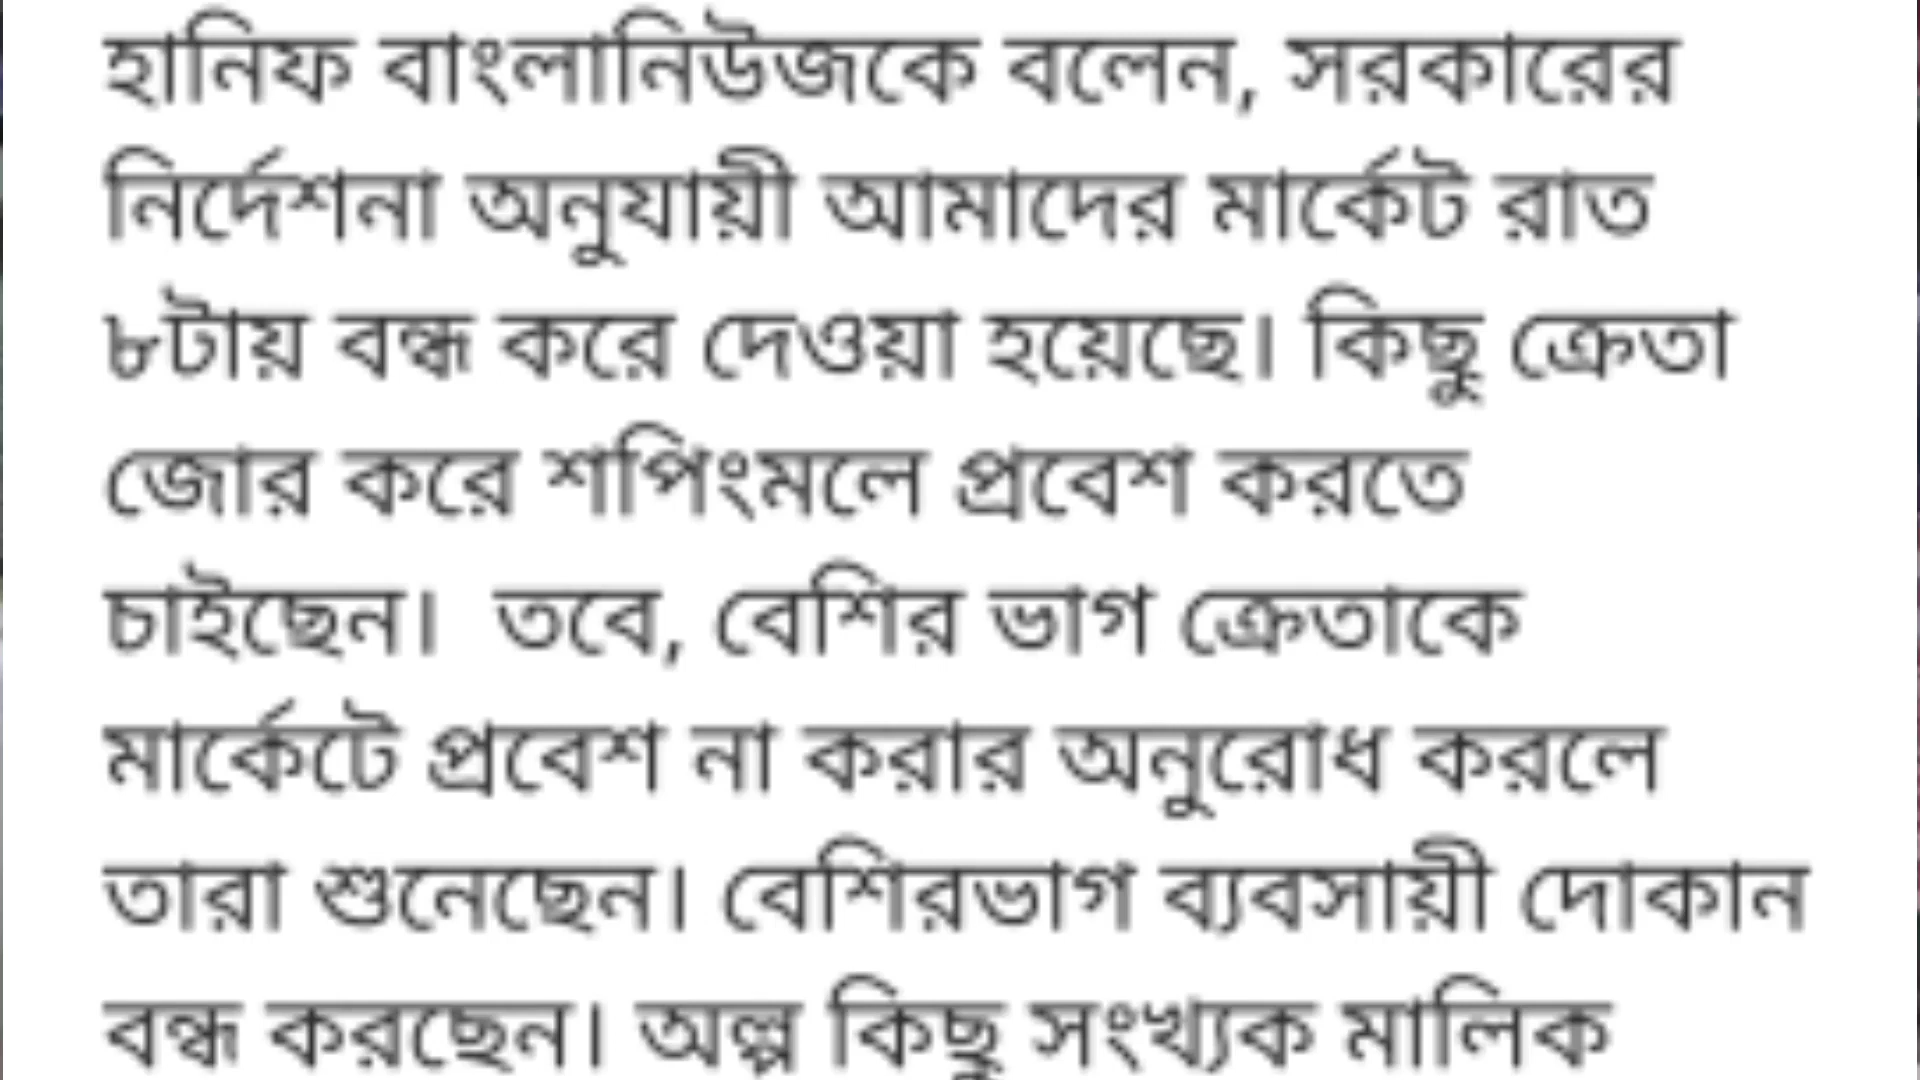 হানিফ বাংলানিউজকে বলেন, সরকারের
নির্দেশনা অনুযায়ী আমাদের মার্কেট রাত
৮টায় বন্ধ করে দেওয়া হয়েছে। কিছু ক্রেতা
জোর করে শপিংমলে প্রবেশ করতে
চাইছেন।  তবে, বেশির ভাগ ক্রেতাকে
মার্কেটে প্রবেশ না করার অনুরোধ করলে
তারা শুনেছেন। বেশিরভাগ ব্যবসায়ী দোকান
বন্ধ করছেন। অল্প কিছু সংখ্যক মালিক